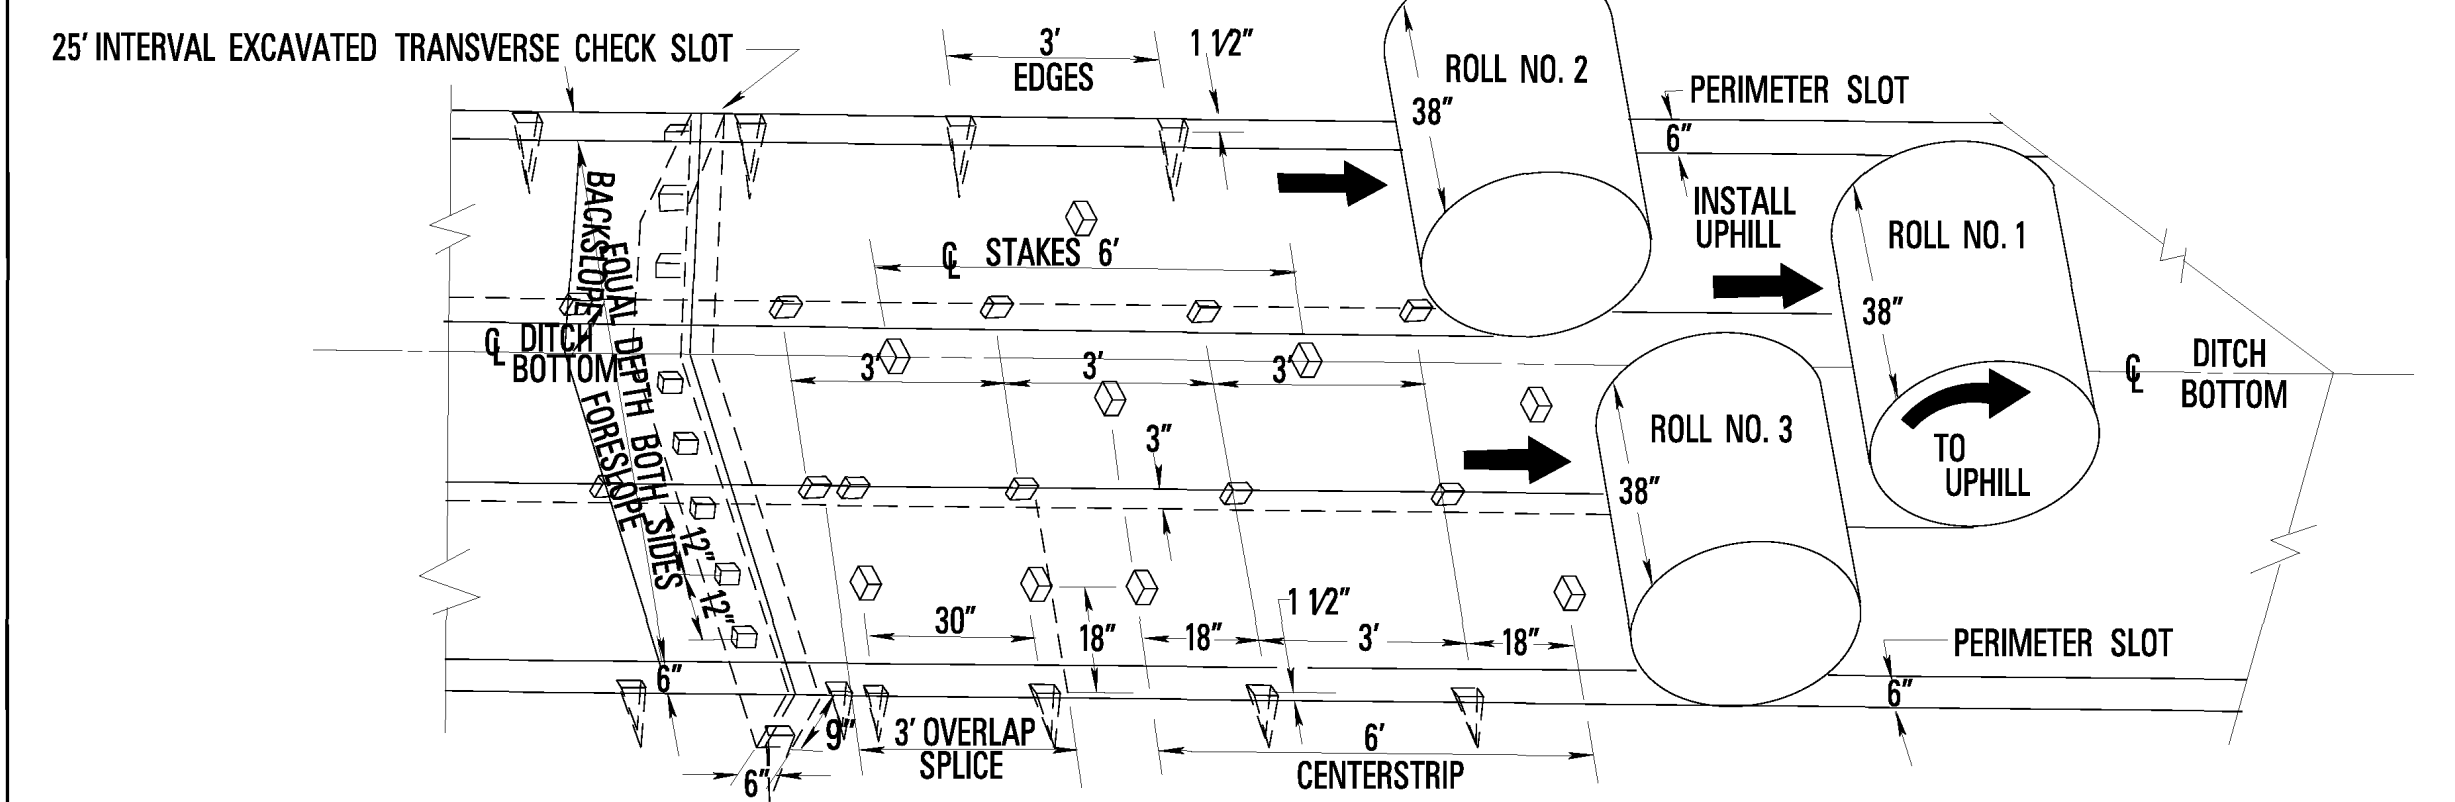 25' INTERVAL EXCAVATED TRANSVERSE CHECK SLOT
3'
EDGES
1 1/2"
ROLL NO. 2
38"
PERIMETER SLOT
6"
INSTALL
UPHILL
ROLL NO. 1
38"
BACKSLOPE
EQUAL DEPTH BOTH SIDES
℄ STAKES 6'
℄ DITCH
BOTTOM
FORESLOPE
3'
3'
3'
℄ DITCH
BOTTOM
ROLL NO. 3
38"
TO
UPHILL
3"
12"
12"
30"
18"
18"
1 1/2"
3'
18"
PERIMETER SLOT
6"
6"
9"
6"
3' OVERLAP
SPLICE
6'
CENTERSTRIP